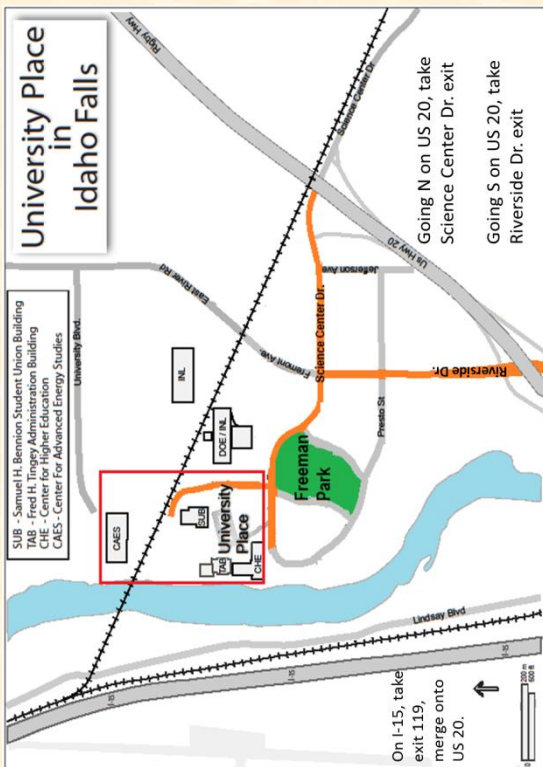 University Place
in
Idaho Falls
SUB - Samuel H. Bennion Student Union Building
TAB - Fred H. Tingey Administration Building
CHE - Center for Higher Education
CAES - Center For Advanced Energy Studies
Rigby Hwy
University Blvd.
East River Rd
Science Center Dr.
INL
CAES
Fremont Ave
DOE / INL
SUB
University
Place
TAB
CHE
Science Center Dr.
Jefferson Ave
Us Hwy 20
Freeman
Park
Riverside Dr.
Presto St
Lindsay Blvd
I-15
I-15
I-15
Going N on US 20, take
Science Center Dr. exit
Going S on US 20, take
Riverside Dr. exit
On I-15, take
exit 119,
merge onto
US 20.
0
200 m
600 ft